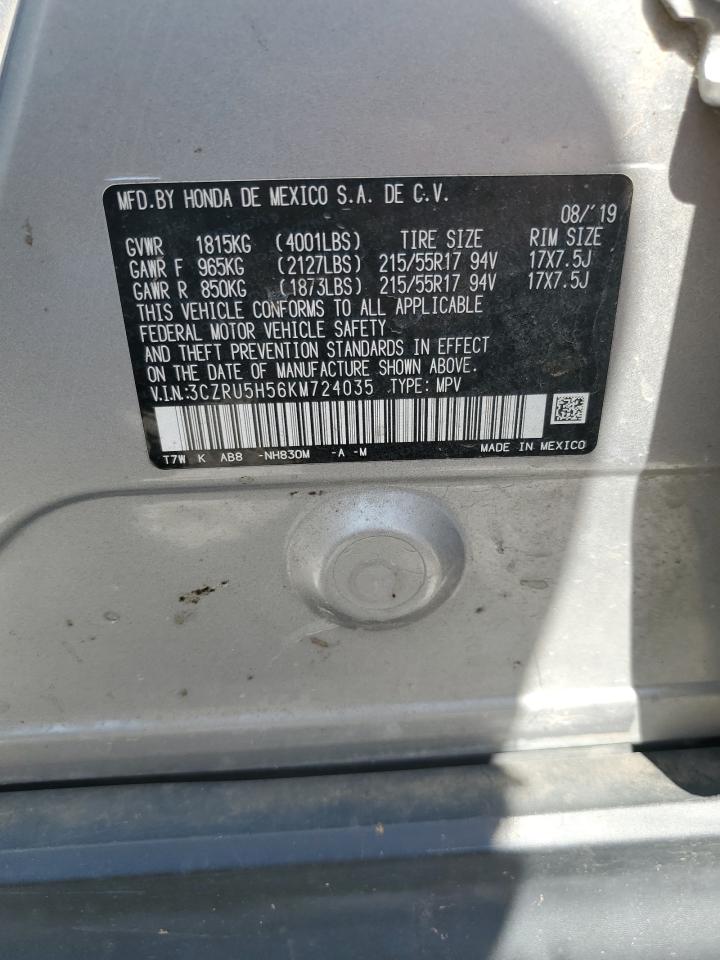 MFD.BY HONDA DE MEXICO S.A. DE C.V.
08/'19
GVWR 1815KG (4001LBS) TIRE SIZE RIM SIZE
GAWR F 965KG (2127LBS) 215/55R17 94V 17X7.5J
GAWR R 850KG (1873LBS) 215/55R17 94V 17X7.5J
THIS VEHICLE CONFORMS TO ALL APPLICABLE
FEDERAL MOTOR VEHICLE SAFETY
AND THEFT PREVENTION STANDARDS IN EFFECT
ON THE DATE OF MANUFACTURE SHOWN ABOVE.
V.I.N:3CZRU5H56KM724035 TYPE: MPV
T7W K AB8 -NH830M -A -M MADE IN MEXICO